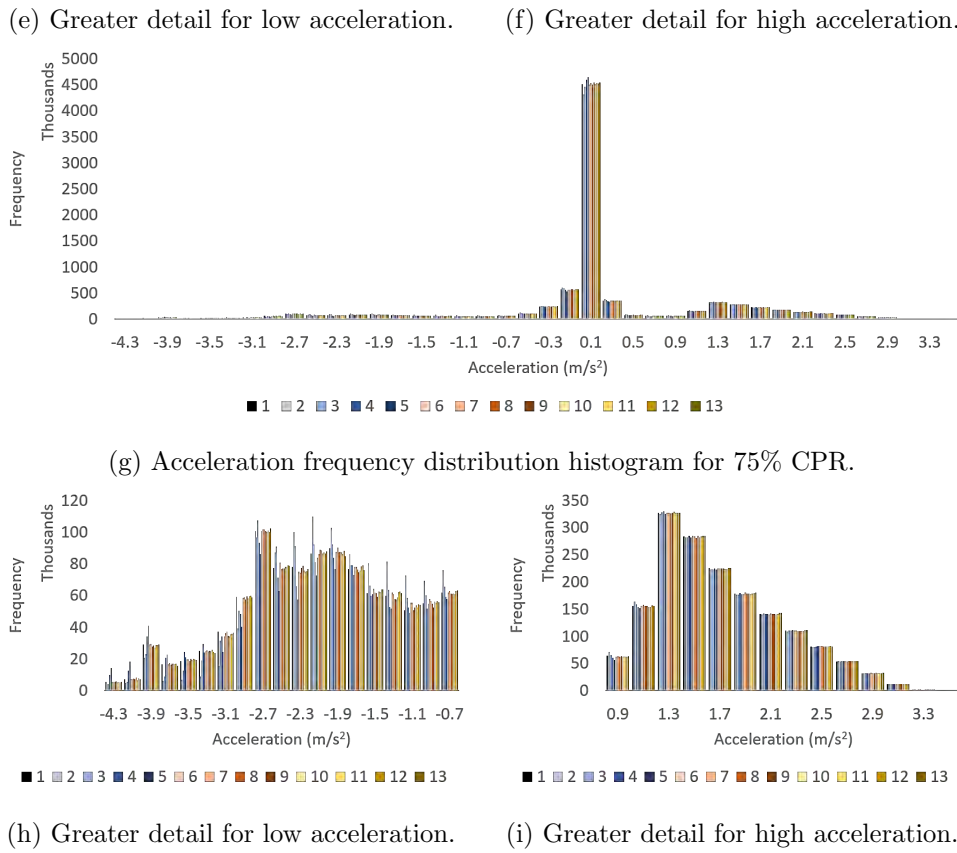 (e) Greater detail for low acceleration.
(f) Greater detail for high acceleration.
5000
4500
4000
3500
3000
2500
2000
1500
1000
500
0
Thousands
Frequency
-4.3 -3.9 -3.5 -3.1 -2.7 -2.3 -1.9 -1.5 -1.1 -0.7 -0.3 0.1 0.5 0.9 1.3 1.7 2.1 2.5 2.9 3.3
Acceleration (m/s²)
1 2 3 4 5 6 7 8 9 10 11 12 13
(g) Acceleration frequency distribution histogram for 75% CPR.
120
100
80
60
40
20
0
Thousands
Frequency
-4.3 -3.9 -3.5 -3.1 -2.7 -2.3 -1.9 -1.5 -1.1 -0.7
Acceleration (m/s²)
1 2 3 4 5 6 7 8 9 10 11 12 13
350
300
250
200
150
100
50
0
Thousands
Frequency
0.9 1.3 1.7 2.1 2.5 2.9 3.3
Acceleration (m/s²)
1 2 3 4 5 6 7 8 9 10 11 12 13
(h) Greater detail for low acceleration.
(i) Greater detail for high acceleration.